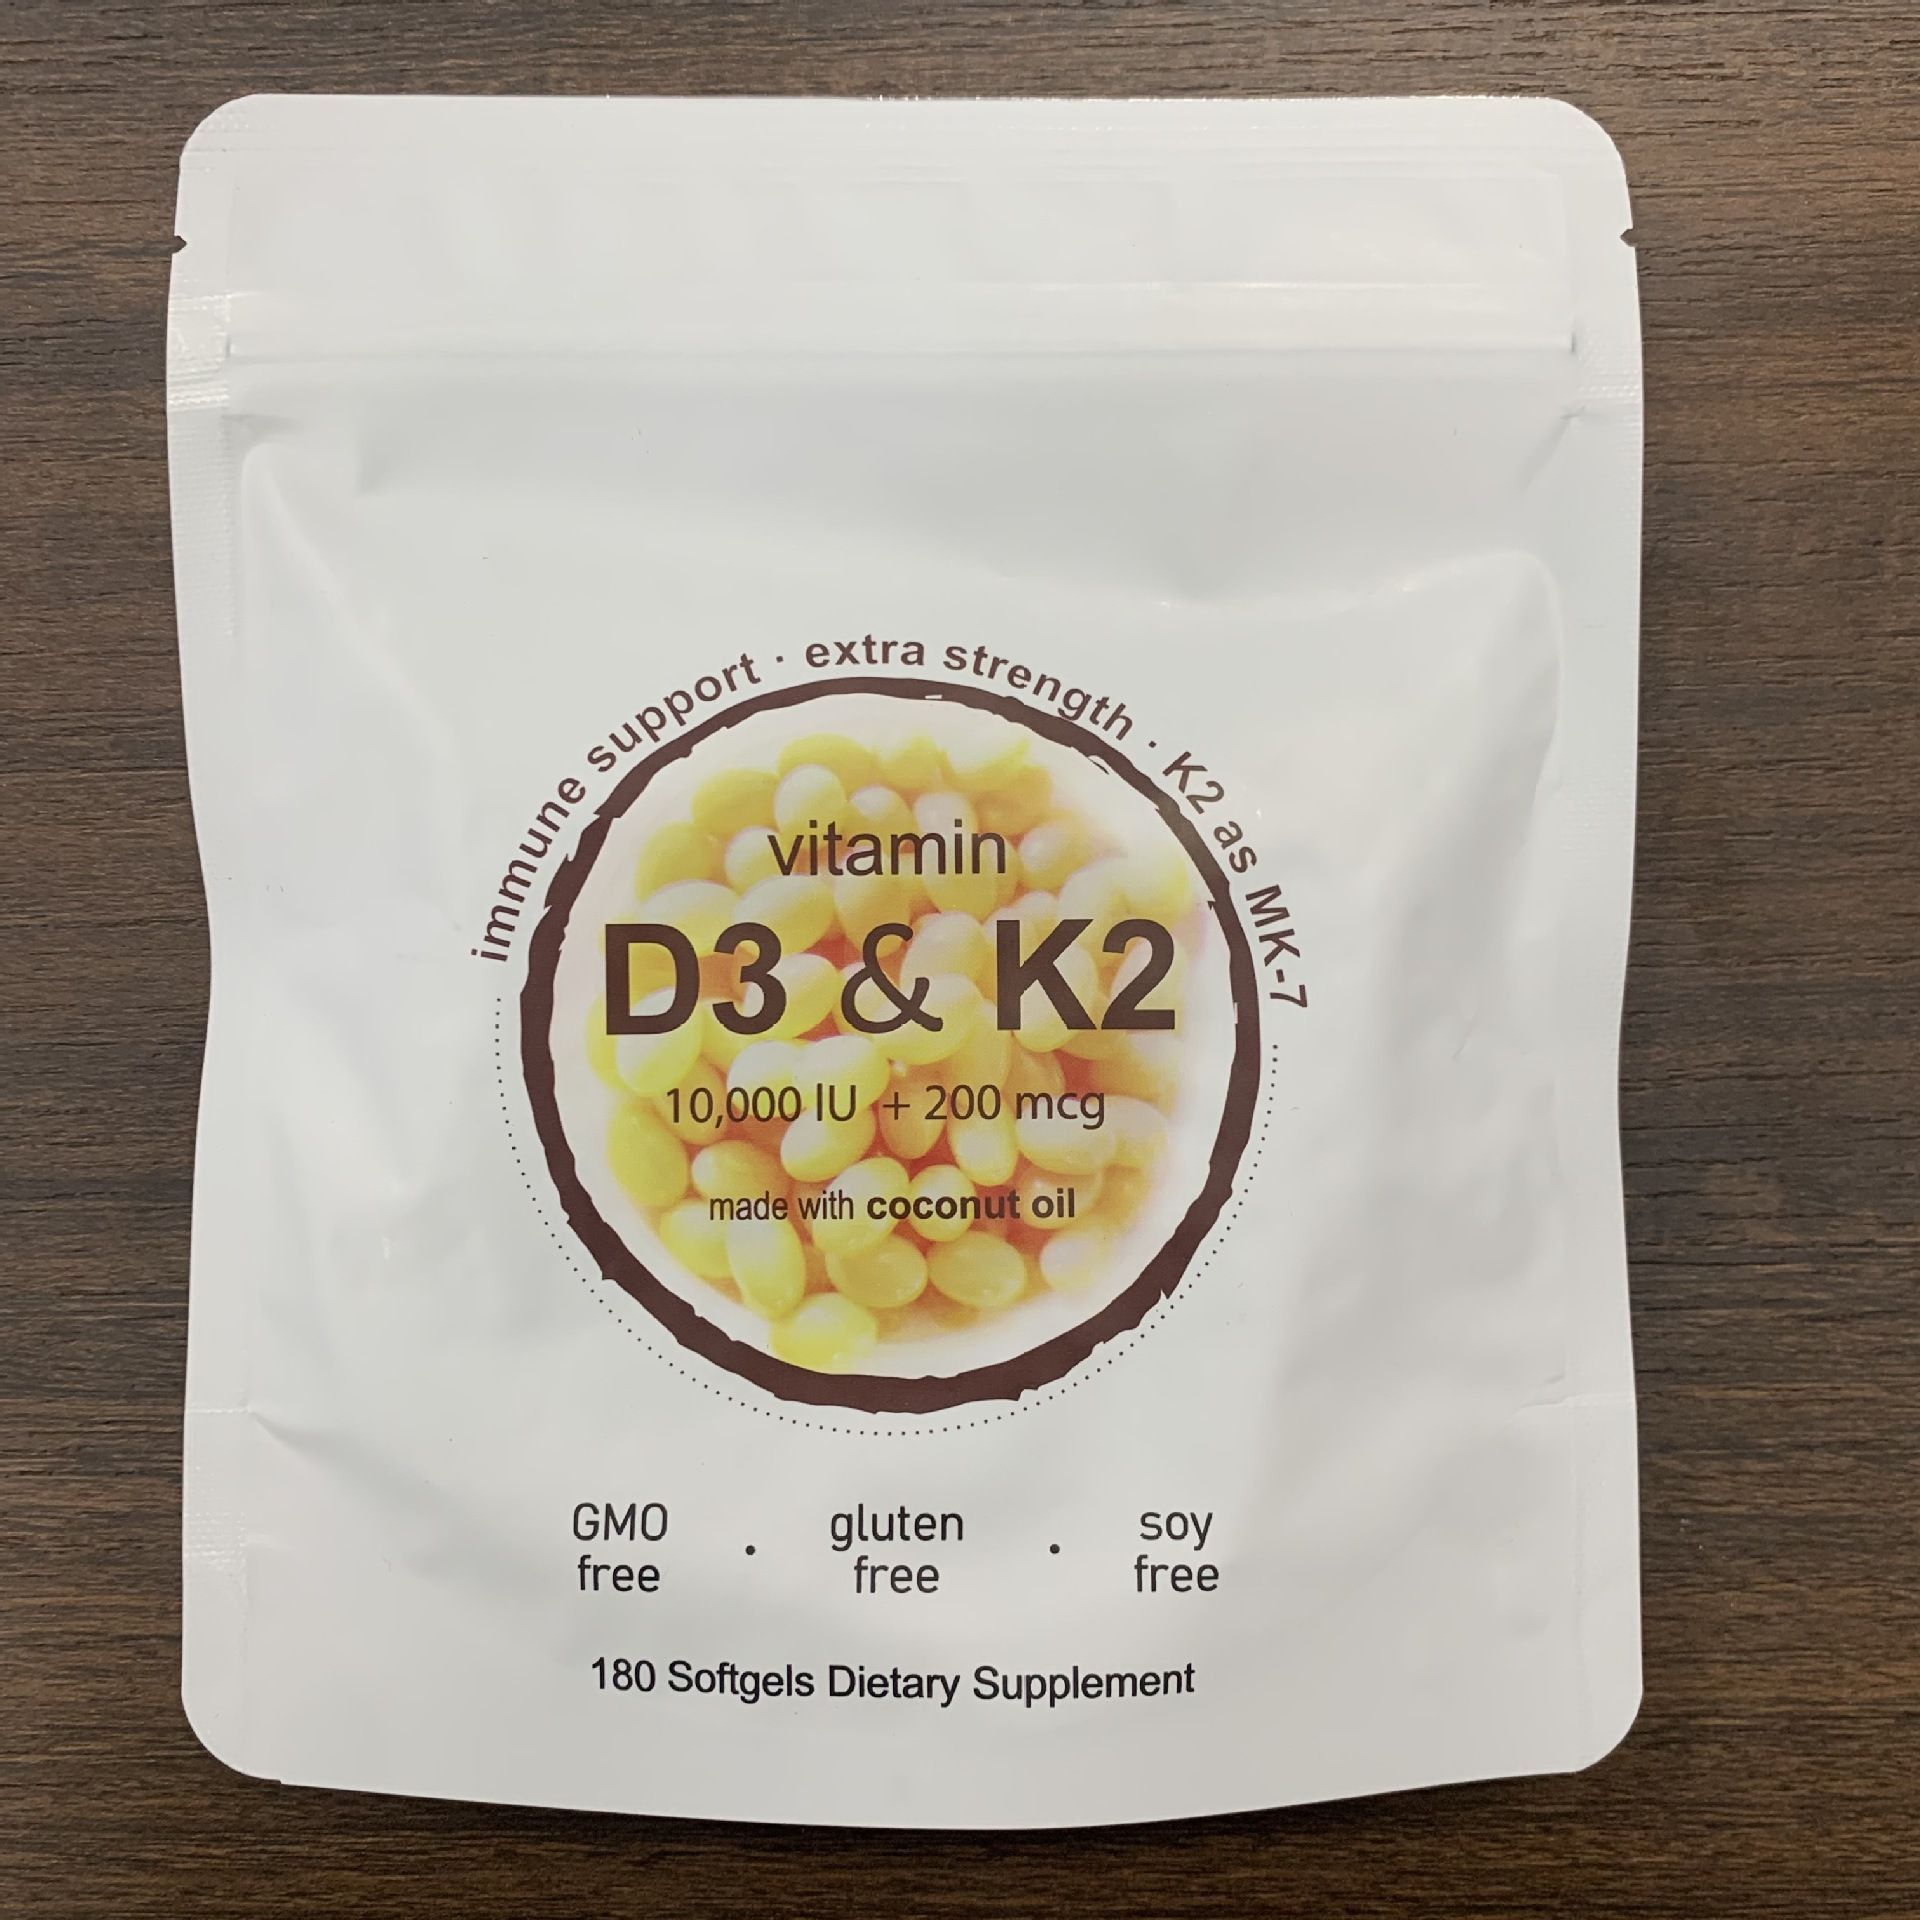 immune support · extra strength · K2 as MK-7
vitamin
D3 & K2
10,000 IU + 200 mcg
made with coconut oil
GMO free · gluten free · soy free
180 Softgels Dietary Supplement